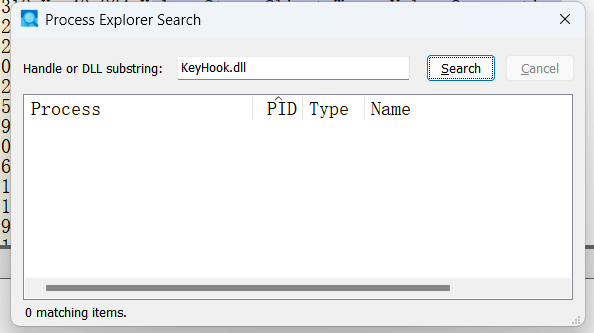 Process Explorer Search
Handle or DLL substring: KeyHook.dll Search Cancel
Process PID Type Name
0 matching items.